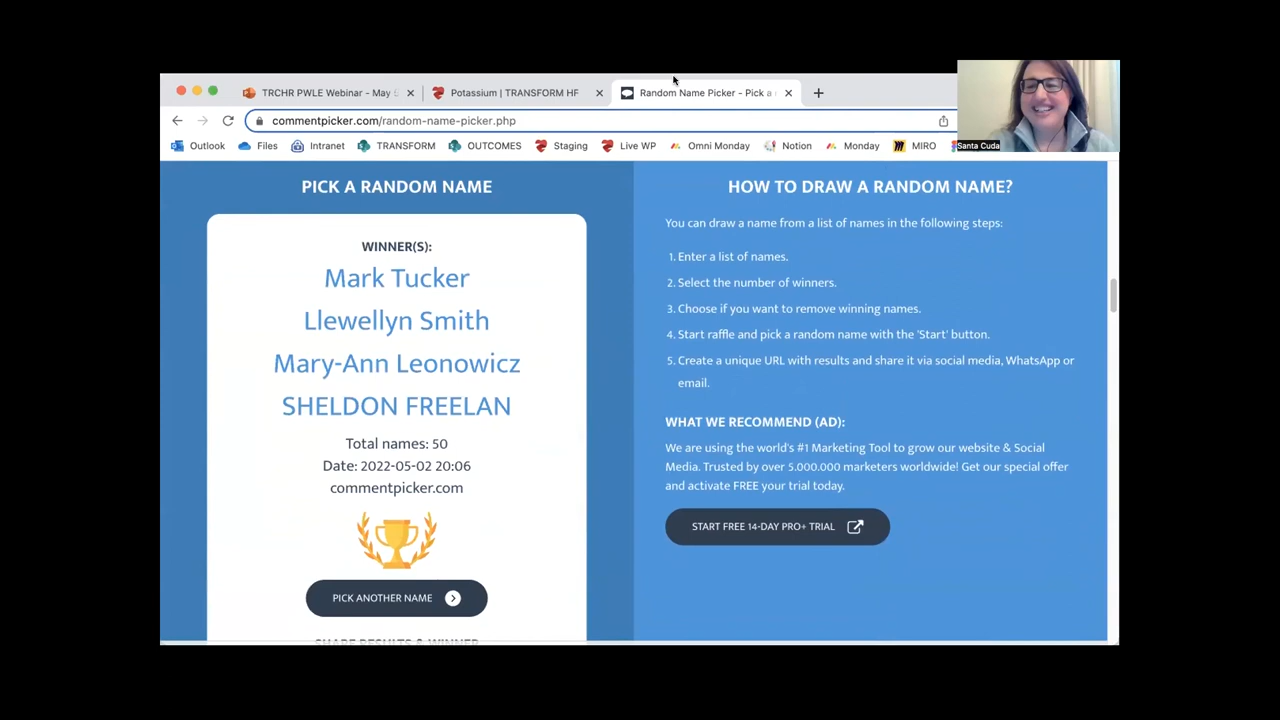 TRCHR PWLE Webinar - May
Potassium | TRANSFORM HF
Random Name Picker - Pick a
commentpicker.com/random-name-picker.php
Outlook
Files
Intranet
TRANSFORM
OUTCOMES
Staging
Live WP
Omni Monday
Notion
Monday
MIRO
Santa Cuda
PICK A RANDOM NAME
WINNER(S):
Mark Tucker
Llewellyn Smith
Mary-Ann Leonowicz
SHELDON FREELAN
Total names: 50
Date: 2022-05-02 20:06
commentpicker.com
PICK ANOTHER NAME
SHARE RESULTS & WINNER
HOW TO DRAW A RANDOM NAME?
You can draw a name from a list of names in the following steps:
1. Enter a list of names.
2. Select the number of winners.
3. Choose if you want to remove winning names.
4. Start raffle and pick a random name with the 'Start' button.
5. Create a unique URL with results and share it via social media, WhatsApp or
email.
WHAT WE RECOMMEND (AD):
We are using the world's #1 Marketing Tool to grow our website & Social
Media. Trusted by over 5.000.000 marketers worldwide! Get our special offer
and activate FREE your trial today.
START FREE 14-DAY PRO+ TRIAL